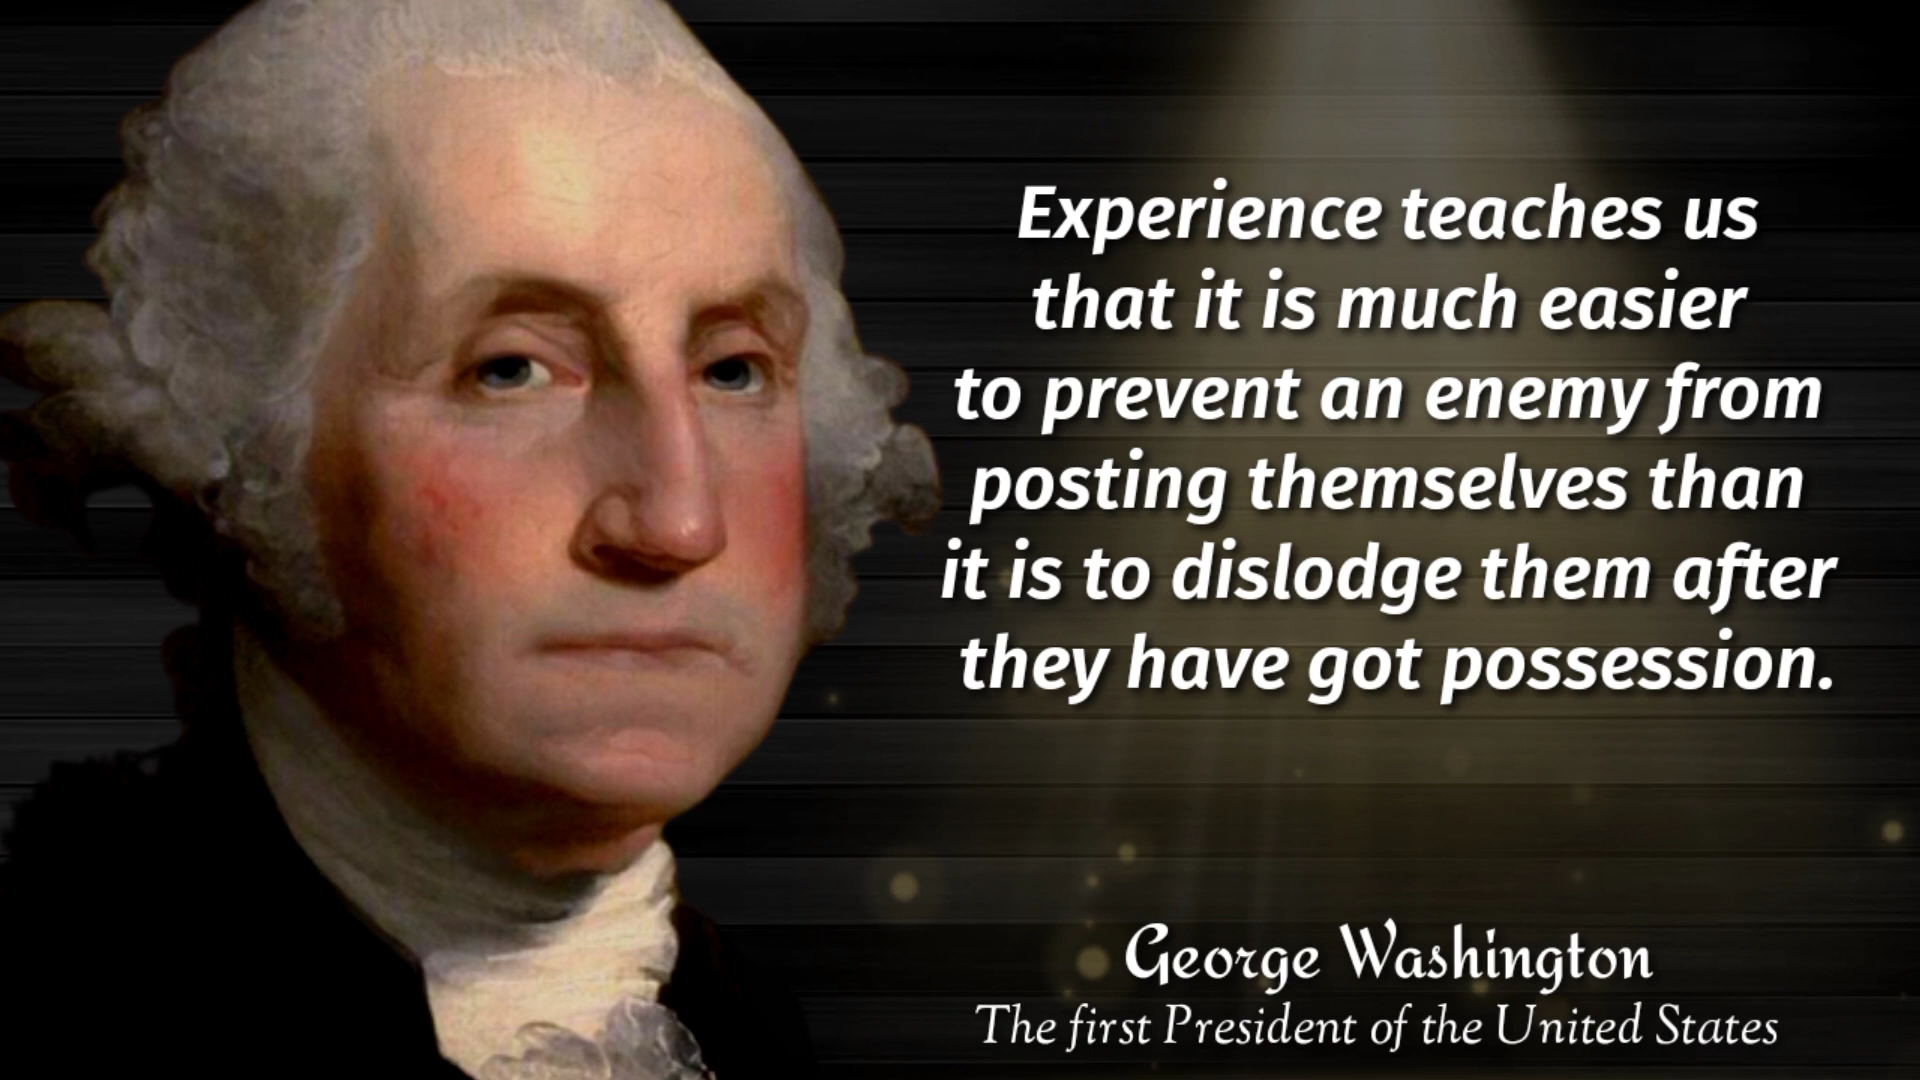 Experience teaches us
that it is much easier
to prevent an enemy from
posting themselves than
it is to dislodge them after
they have got possession.
George Washington
The first President of the United States